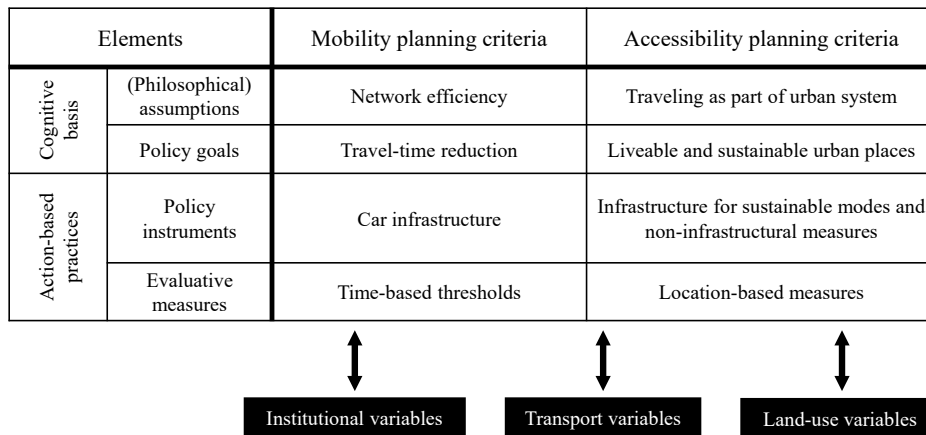 Elements
Mobility planning criteria
Accessibility planning criteria
Cognitive
basis
(Philosophical)
assumptions
Network efficiency
Traveling as part of urban system
Policy goals
Travel-time reduction
Liveable and sustainable urban places
Action-based
practices
Policy
instruments
Car infrastructure
Infrastructure for sustainable modes and
non-infrastructural measures
Evaluative
measures
Time-based thresholds
Location-based measures
Institutional variables
Transport variables
Land-use variables